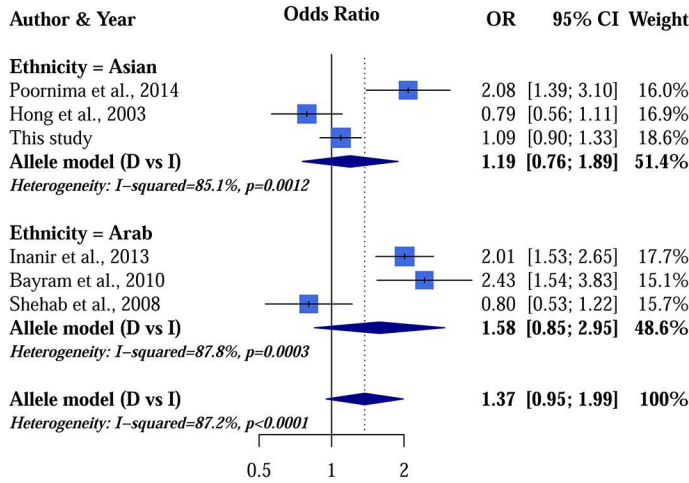 Author & Year Odds Ratio OR 95% CI Weight
Ethnicity = Asian
Poornima et al., 2014 2.08 [1.39; 3.10] 16.0%
Hong et al., 2003 0.79 [0.56; 1.11] 16.9%
This study 1.09 [0.90; 1.33] 18.6%
Allele model (D vs I) 1.19 [0.76; 1.89] 51.4%
Heterogeneity: I−squared=85.1%, p=0.0012
Ethnicity = Arab
Inanir et al., 2013 2.01 [1.53; 2.65] 17.7%
Bayram et al., 2010 2.43 [1.54; 3.83] 15.1%
Shehab et al., 2008 0.80 [0.53; 1.22] 15.7%
Allele model (D vs I) 1.58 [0.85; 2.95] 48.6%
Heterogeneity: I−squared=87.8%, p=0.0003
Allele model (D vs I) 1.37 [0.95; 1.99] 100%
Heterogeneity: I−squared=87.2%, p<0.0001
0.5 1 2